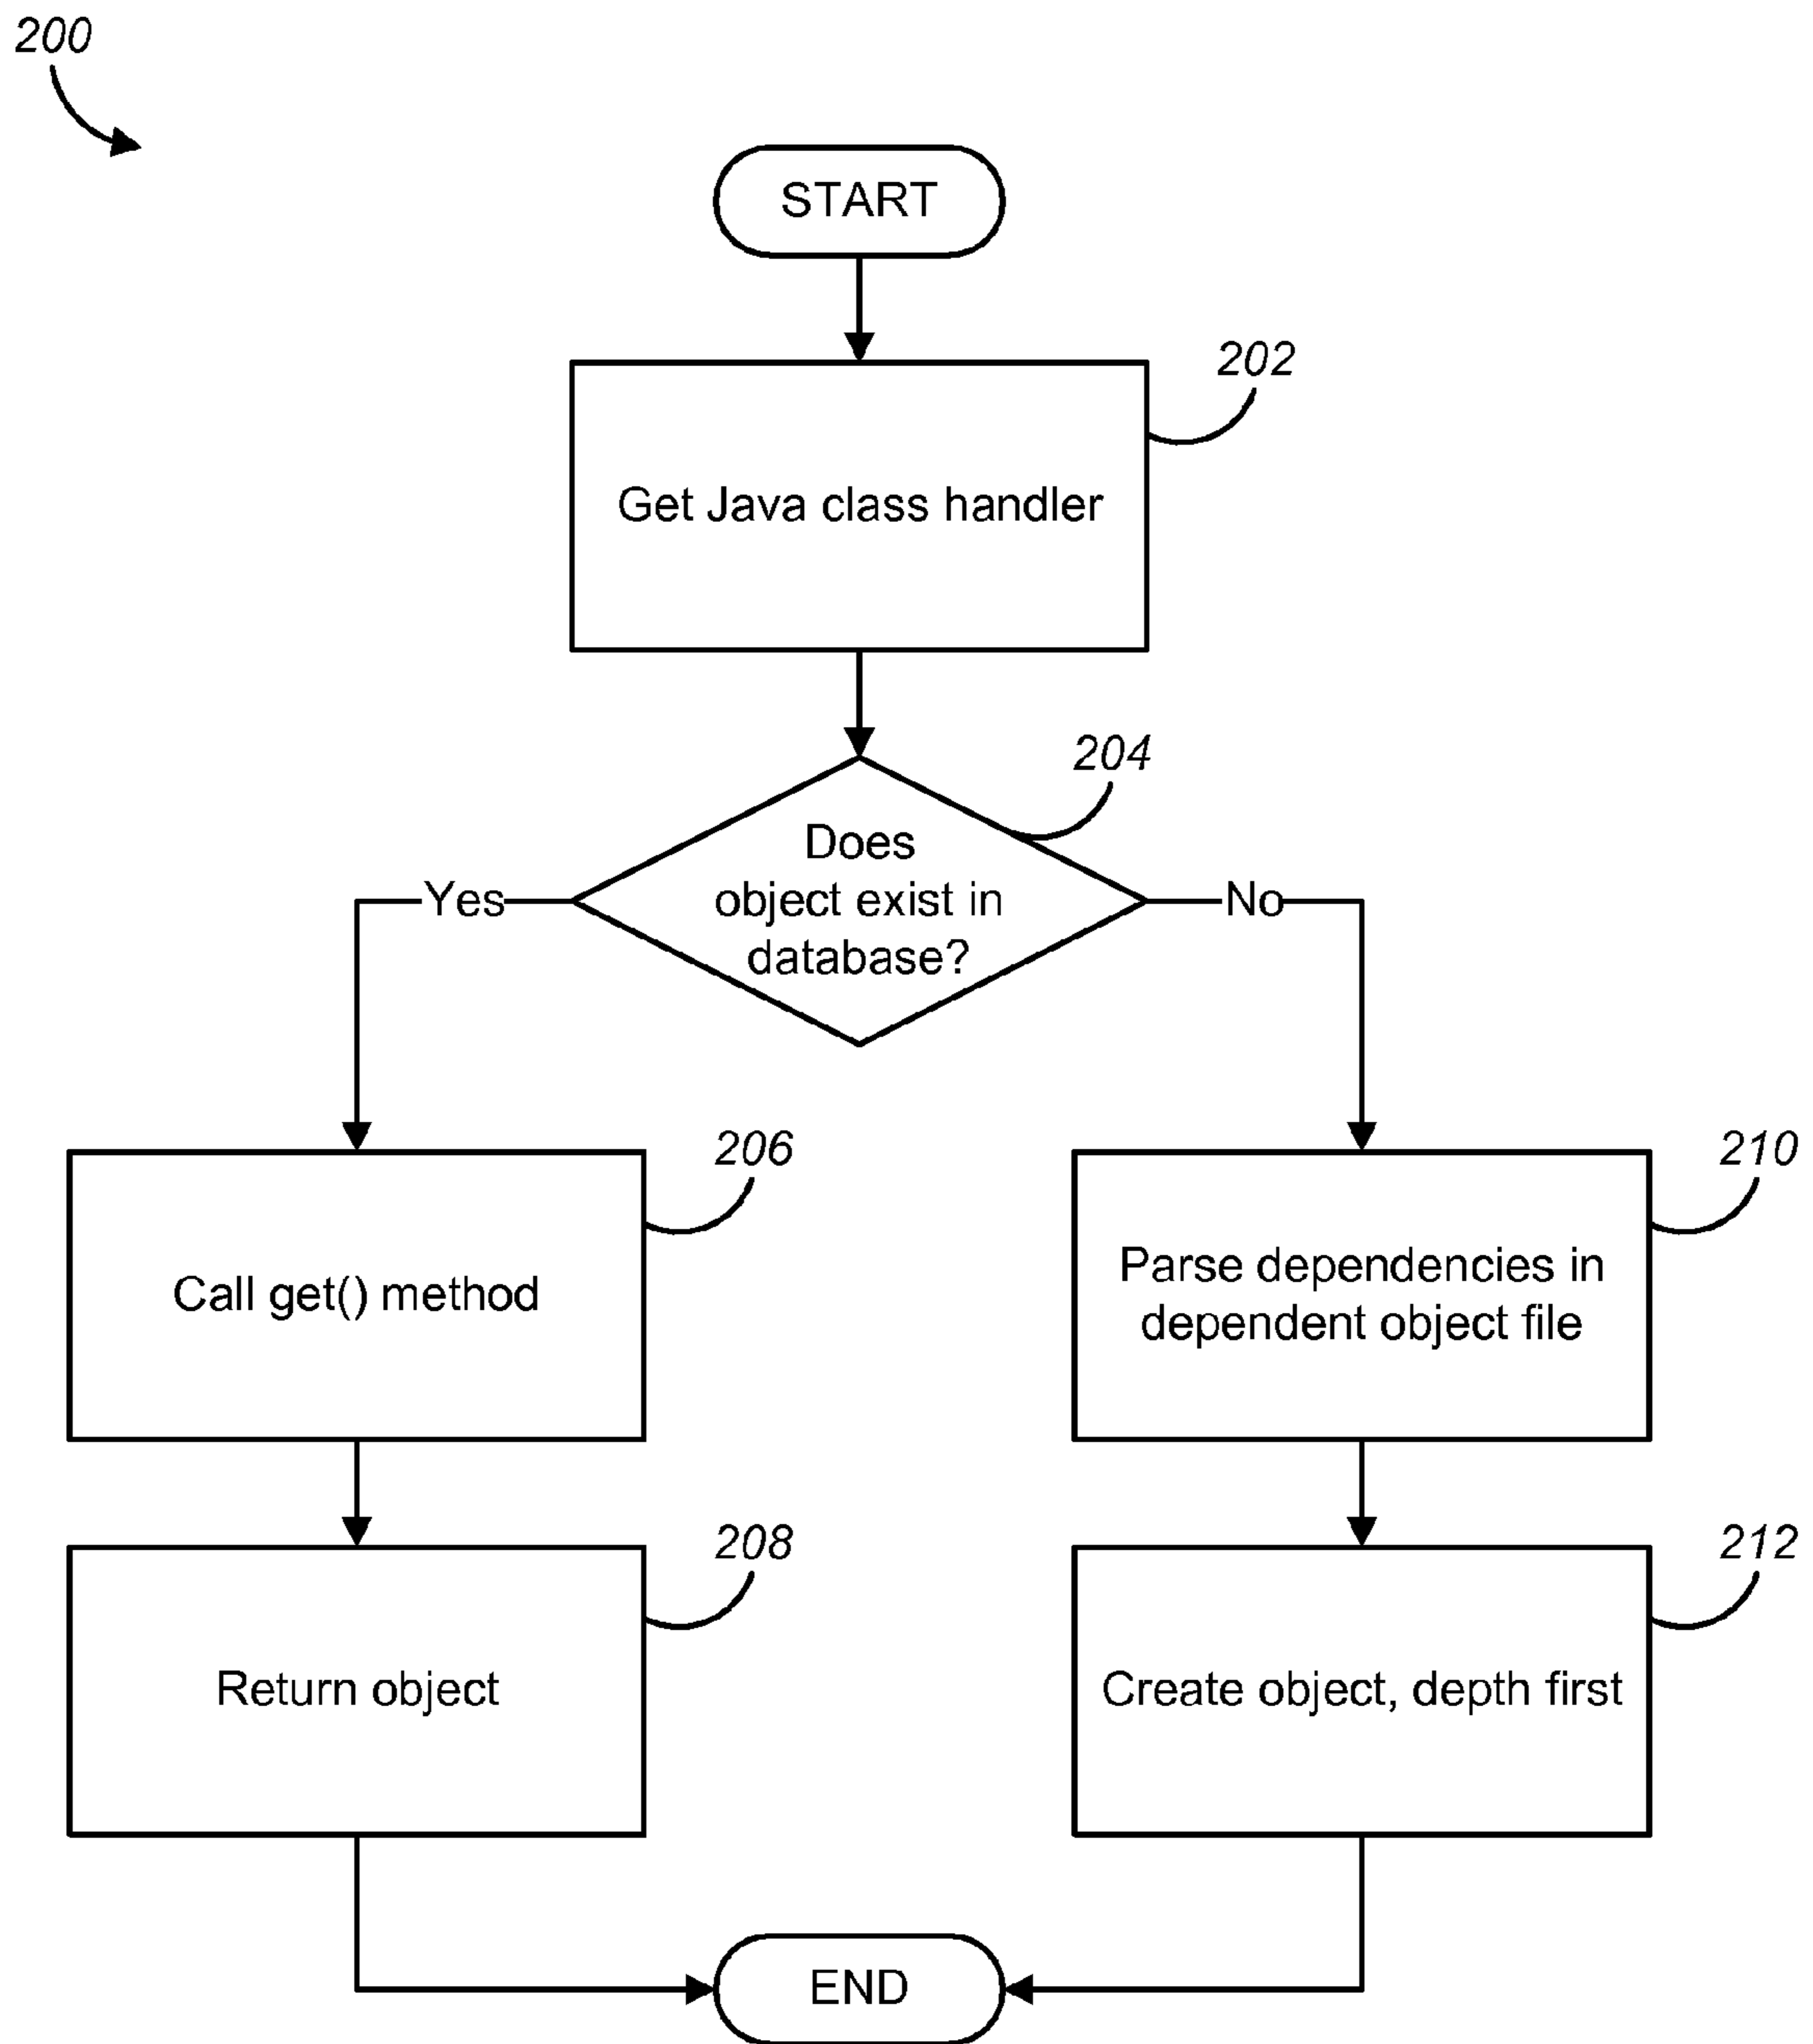 200
START
202
Get Java class handler
204
Does
object exist in
database?
Yes
No
206
Call get() method
210
Parse dependencies in
dependent object file
208
Return object
212
Create object, depth first
END